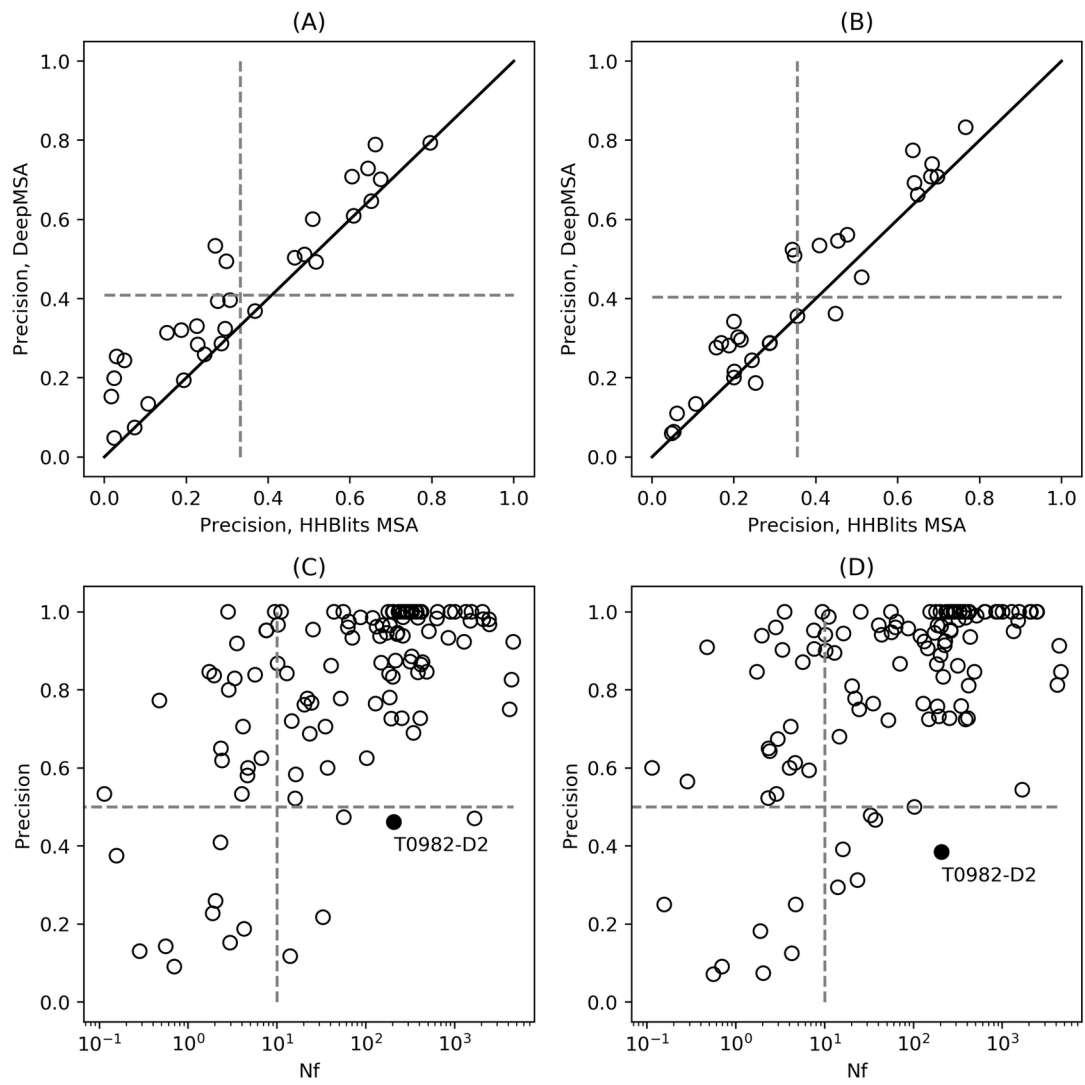 (A)
1.0
0.8
0.6
0.4
0.2
0.0
Precision, DeepMSA
0.0 0.2 0.4 0.6 0.8 1.0
Precision, HHBlits MSA
(B)
1.0
0.8
0.6
0.4
0.2
0.0
Precision, DeepMSA
0.0 0.2 0.4 0.6 0.8 1.0
Precision, HHBlits MSA
(C)
1.0
0.8
0.6
0.4
0.2
0.0
Precision
T0982-D2
10⁻¹ 10⁰ 10¹ 10² 10³
Nf
(D)
1.0
0.8
0.6
0.4
0.2
0.0
Precision
T0982-D2
10⁻¹ 10⁰ 10¹ 10² 10³
Nf